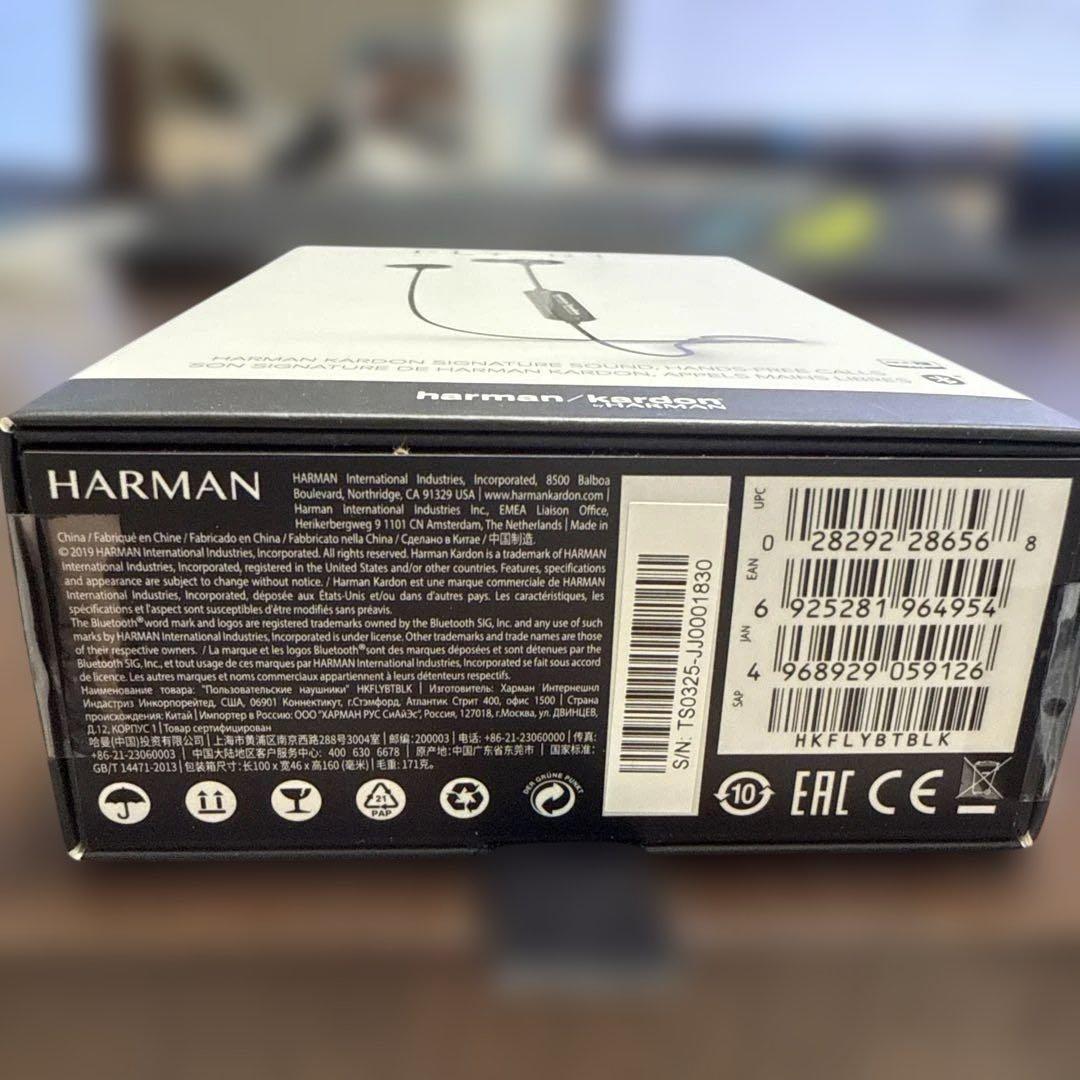 HARMAN KARDON SIGNATURE SOUND, HANDS-FREE CALLS
SON SIGNATURE DE HARMAN KARDON, APPELS MAINS LIBRES
harman/kardon
by HARMAN
HARMAN
HARMAN International Industries, Incorporated, 8500 Balboa
Boulevard, Northridge, CA 91329 USA | www.harmankardon.com |
Harman International Industries Inc., EMEA Liaison Office,
Herikerbergweg 9 1101 CN Amsterdam, The Netherlands | Made in
China / Fabriqué en Chine / Fabricado en China / Fabbricato nella China / Сделано в Китае / 中国制造.
© 2019 HARMAN International Industries, Incorporated. All rights reserved. Harman Kardon is a trademark of HARMAN
International Industries, Incorporated, registered in the United States and/or other countries. Features, specifications
and appearance are subject to change without notice. / Harman Kardon est une marque commerciale de HARMAN
International Industries, Incorporated, déposée aux États-Unis et/ou dans d'autres pays. Les caractéristiques, les
spécifications et l'aspect sont susceptibles d'être modifiés sans préavis.
The Bluetooth® word mark and logos are registered trademarks owned by the Bluetooth SIG, Inc. and any use of such
marks by HARMAN International Industries, Incorporated is under license. Other trademarks and trade names are those
of their respective owners. / La marque et les logos Bluetooth® sont des marques déposées et sont détenues par the
Bluetooth SIG, Inc., et tout usage de ces marques par HARMAN International Industries, Incorporated se fait sous accord
de licence. Les autres marques et noms commerciaux appartiennent à leurs détenteurs respectifs.
Наименование товара: "Пользовательские наушники" HKFLYBTBLK | Изготовитель: Харман Интернешнл
Индастриз Инкорпорейтед, США, 06901 Коннектикут, г.Стэмфорд, Атлантик Стрит 400, офис 1500 | Страна
происхождения: Китай | Импортер в Россию: ООО "ХАРМАН РУС СиАйЭс", Россия, 127018, г.Москва, ул. ДВИНЦЕВ,
Д.12, КОРПУС 1 | Товар сертифицирован
哈曼(中国)投资有限公司 | 上海市黄浦区南京西路288号3004室 | 邮编: 200003 | 电话: +86-21-23060000 | 传真:
+86-21-23060003 | 中国大陆地区客户服务中心: 400 630 6678 | 原产地: 中国广东省东莞市 | 国家标准:
GB/T 14471-2013 | 包装箱尺寸: 长100 x 宽46 x 高160 (毫米) | 毛重: 171克。
21
PAP
DER GRÜNE PUNKT
S/N: TS0325-JJ0001830
UPC
0 28292 28656 8
EAN
6 925281 964954
JAN
4 968929 059126
SAP
HKFLYBTBLK
10
EAC
CE